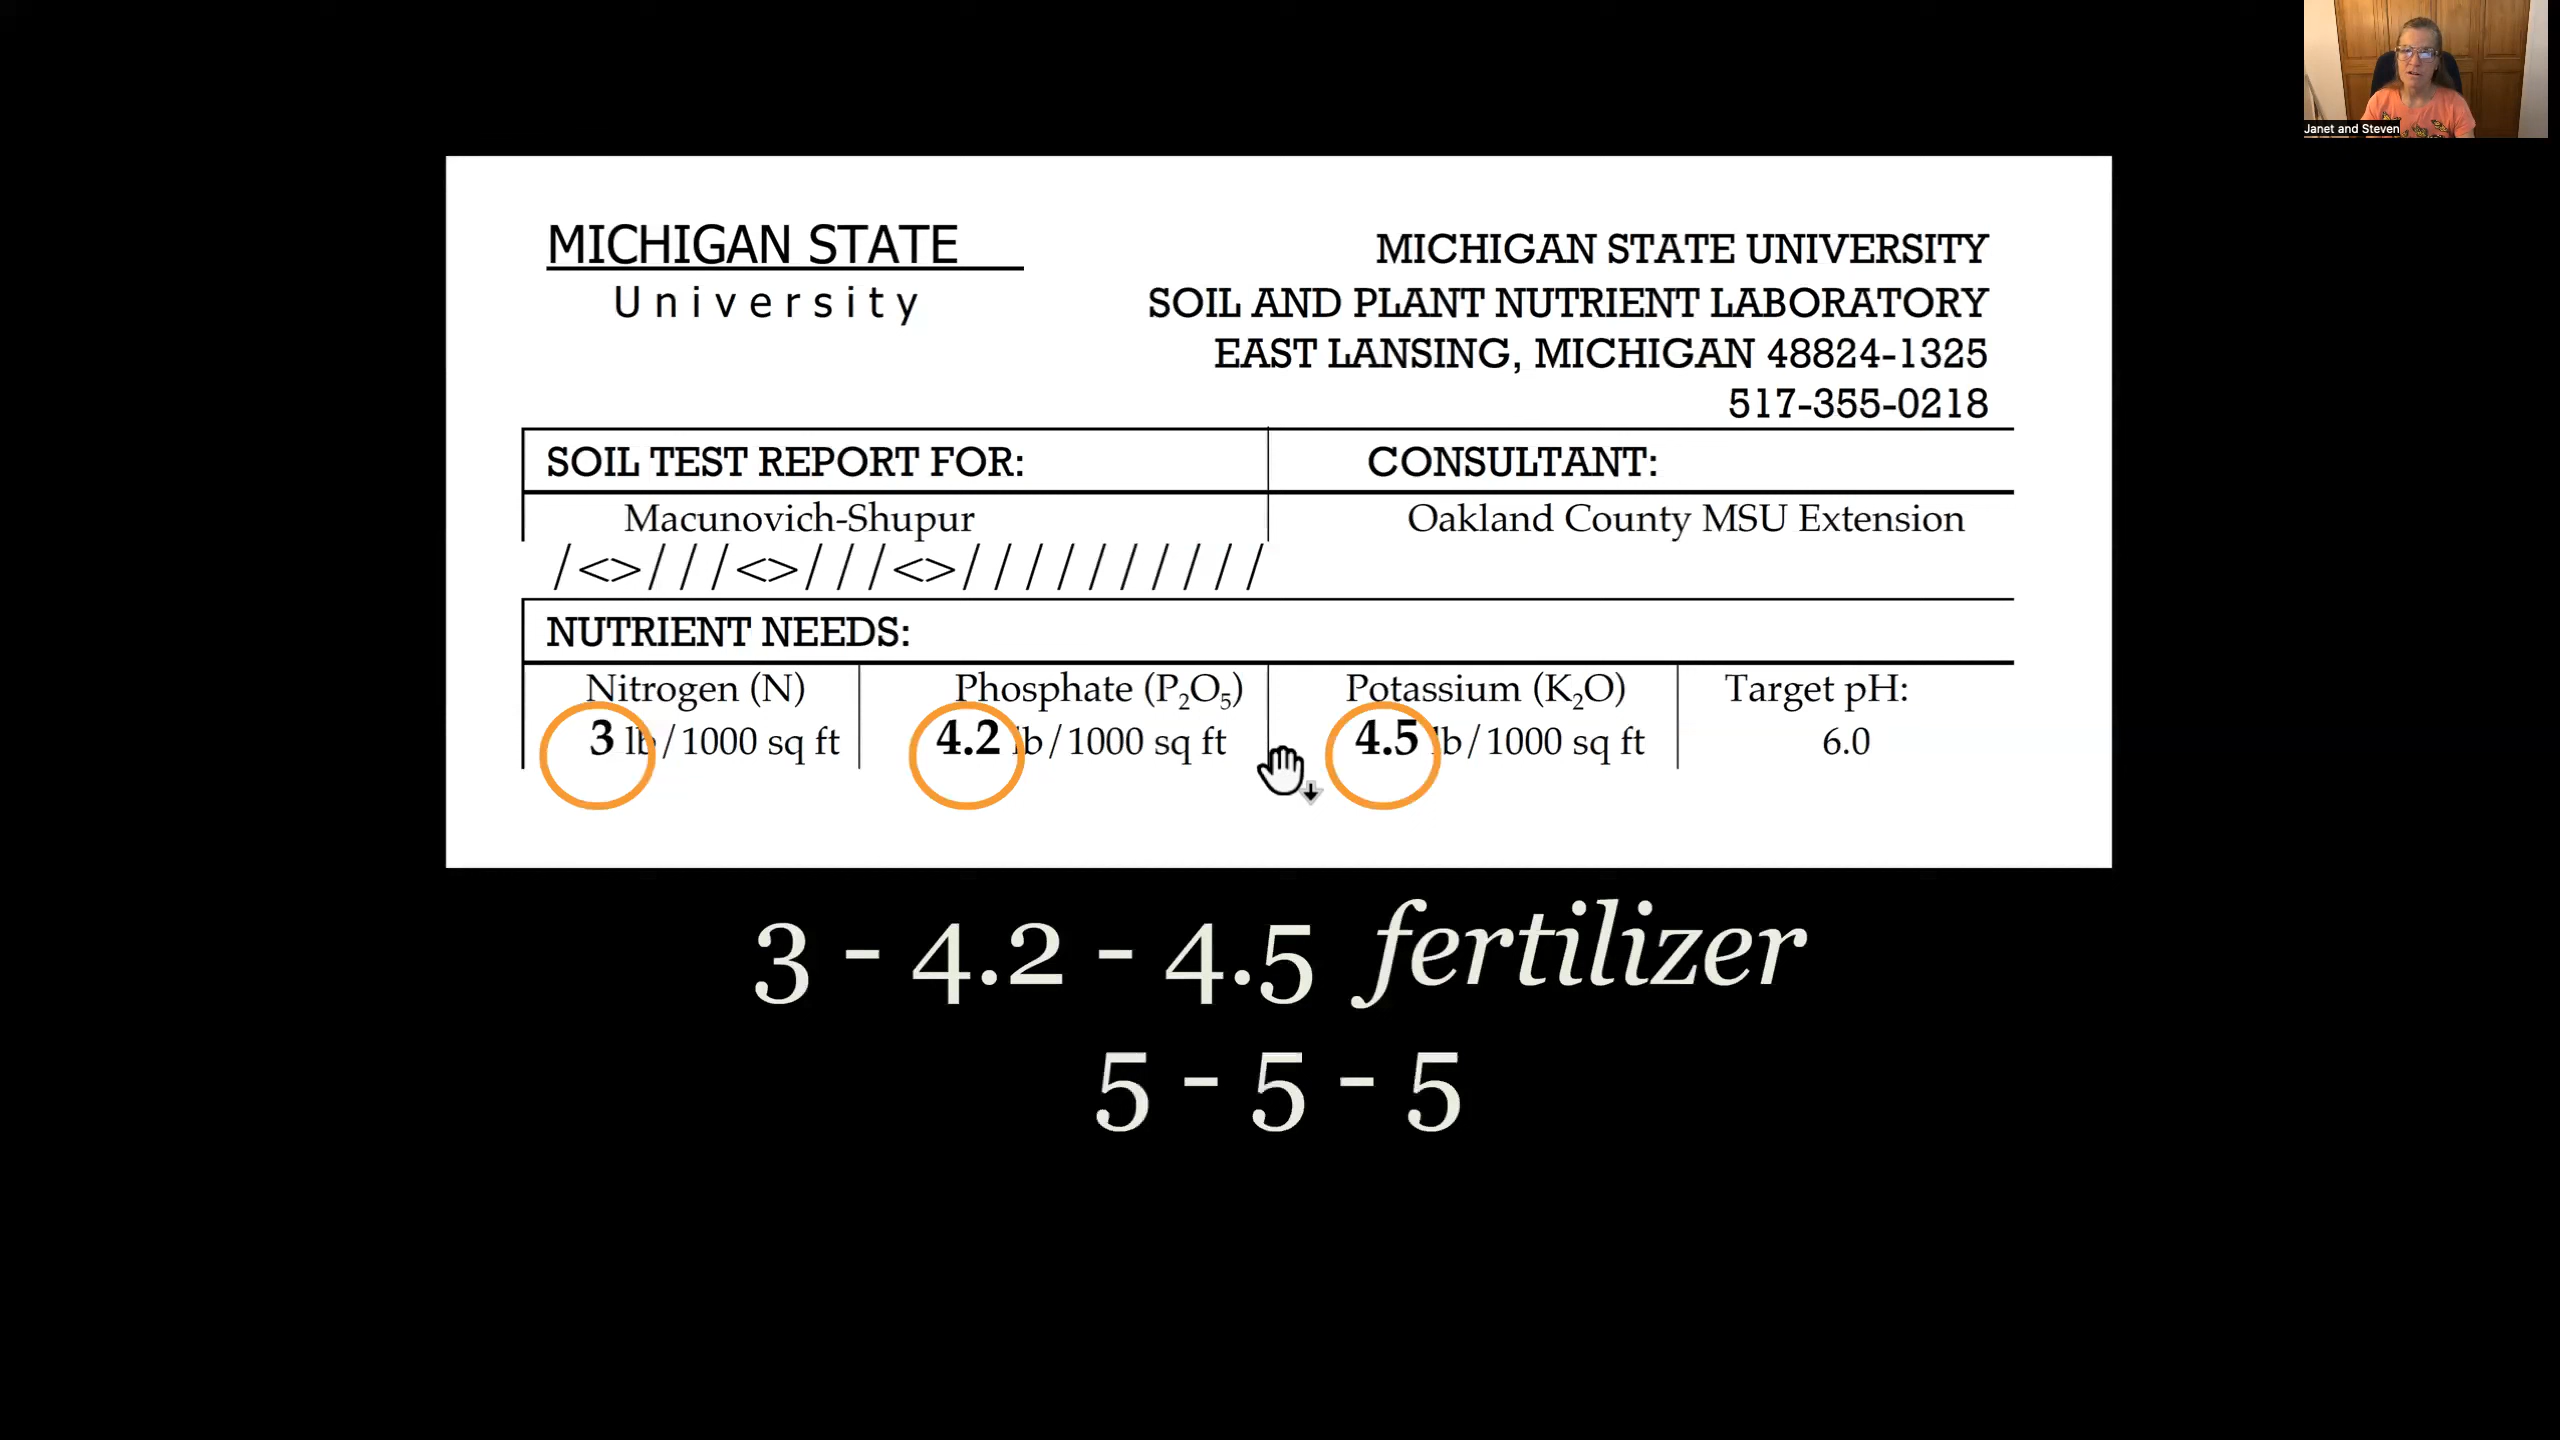 Janet and Steven
MICHIGAN STATE
University
MICHIGAN STATE UNIVERSITY
SOIL AND PLANT NUTRIENT LABORATORY
EAST LANSING, MICHIGAN 48824-1325
517-355-0218
SOIL TEST REPORT FOR: CONSULTANT:
Macunovich-Shupur Oakland County MSU Extension
/<>///<>///<>//////////
NUTRIENT NEEDS:
Nitrogen (N) Phosphate (P₂O₅) Potassium (K₂O) Target pH:
3 lb/1000 sq ft 4.2 lb/1000 sq ft 4.5 lb/1000 sq ft 6.0
3 - 4.2 - 4.5 fertilizer
5 - 5 - 5